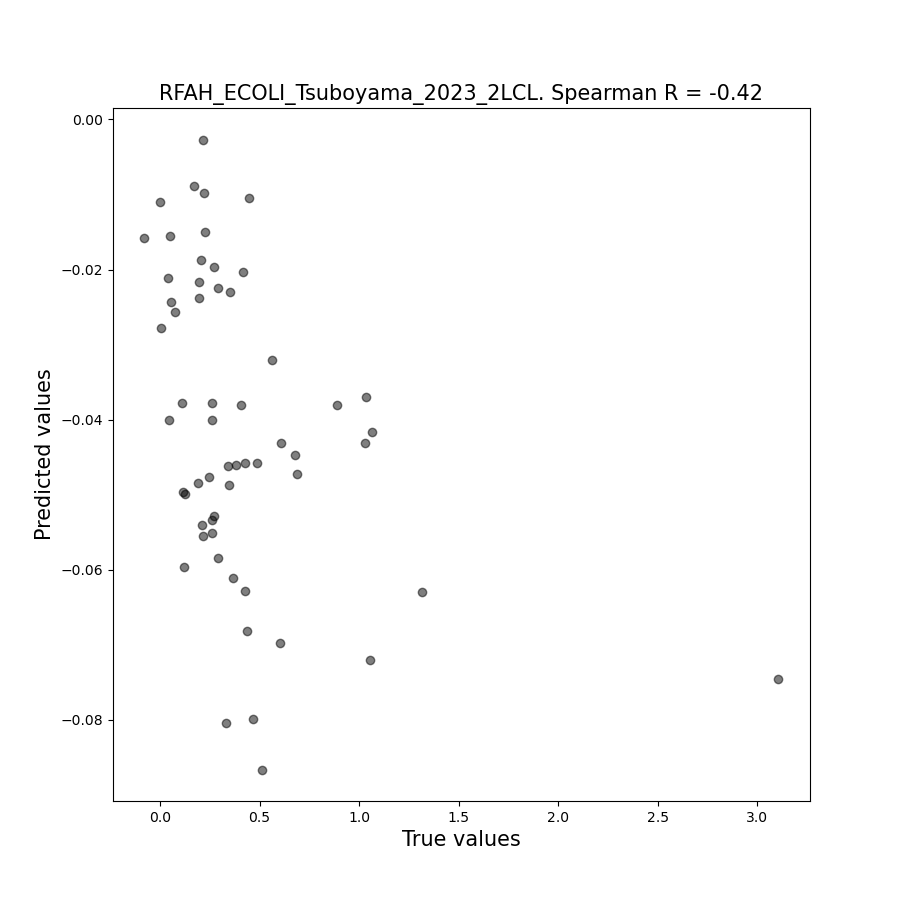 RFAH_ECOLI_Tsuboyama_2023_2LCL. Spearman R = -0.42
0.00
−0.02
−0.04
−0.06
−0.08
Predicted values
0.0 0.5 1.0 1.5 2.0 2.5 3.0
True values